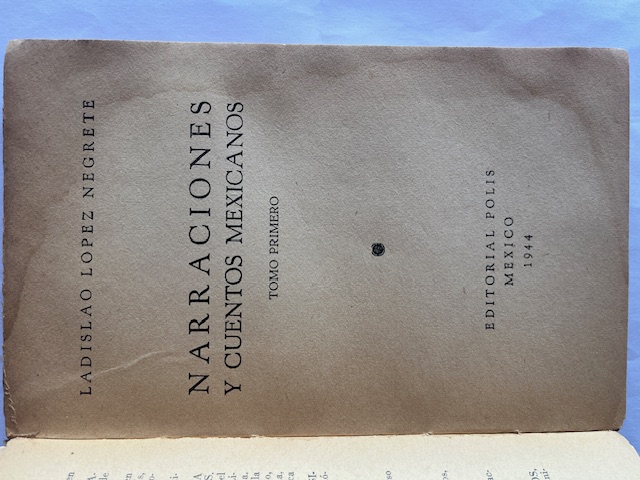 LADISLAO LOPEZ NEGRETE
NARRACIONES
Y CUENTOS MEXICANOS
TOMO PRIMERO
EDITORIAL POLIS
MEXICO
1944